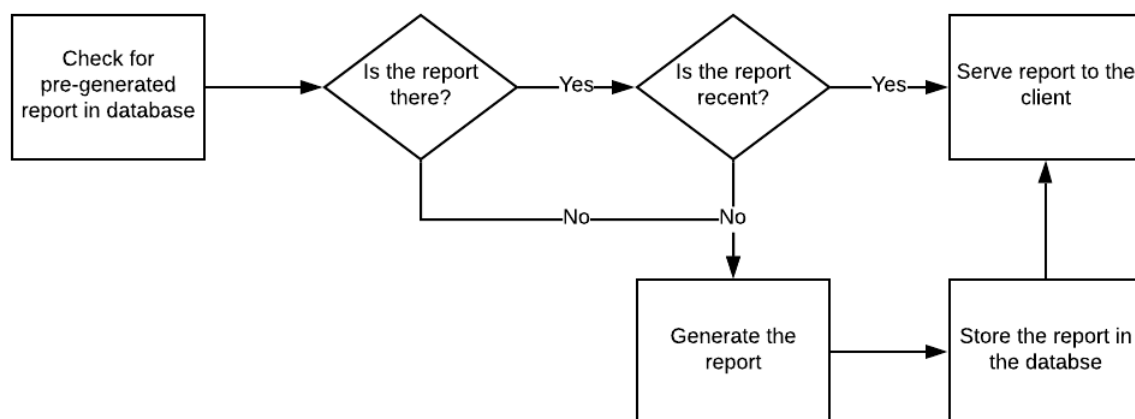 Check for
pre-generated
report in database
Is the report
there?
Yes
Is the report
recent?
Yes
Serve report to the
client
No
No
Generate the
report
Store the report in
the databse